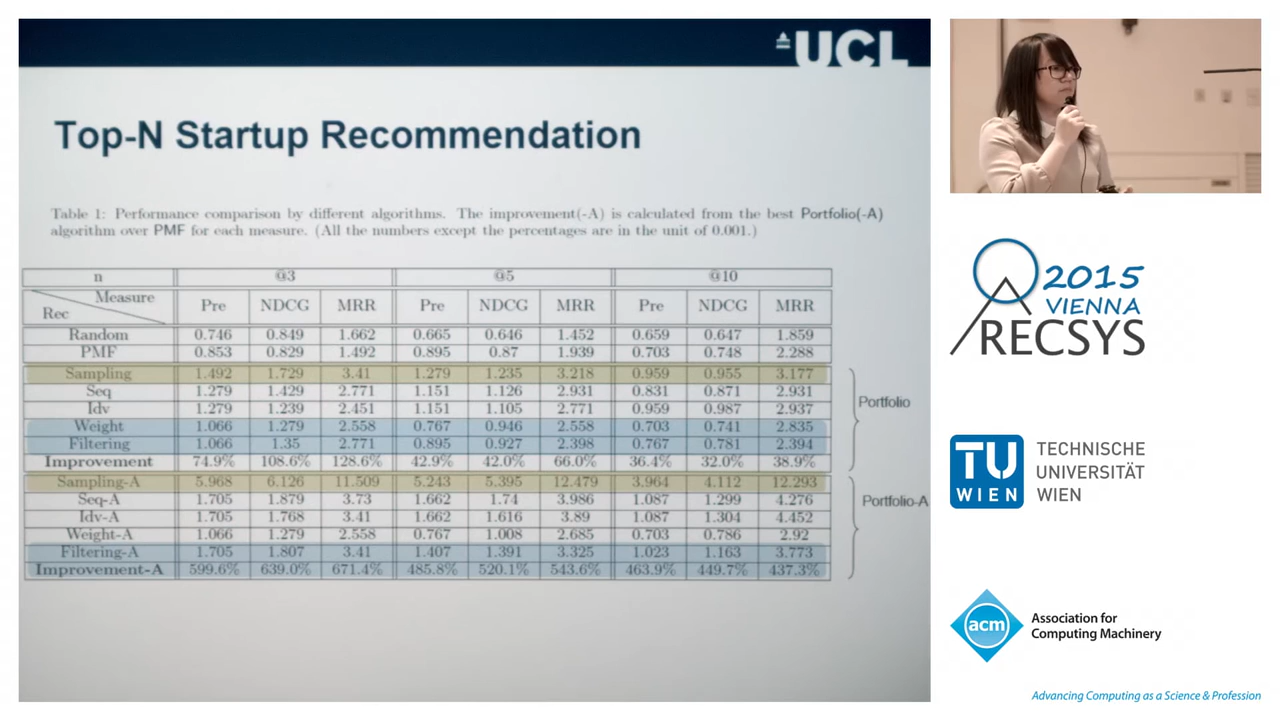 UCL
Top-N Startup Recommendation
Table 1: Performance comparison by different algorithms. The improvement(-A) is calculated from the best Portfolio(-A)
algorithm over PMF for each measure. (All the numbers except the percentages are in the unit of 0.001.)
n @3 @5 @10
Measure
Rec
Pre NDCG MRR Pre NDCG MRR Pre NDCG MRR
Random 0.746 0.849 1.662 0.665 0.646 1.452 0.659 0.647 1.859
PMF 0.853 0.829 1.492 0.895 0.87 1.939 0.703 0.748 2.288
Sampling 1.492 1.729 3.41 1.279 1.235 3.218 0.959 0.955 3.177
Seq 1.279 1.429 2.771 1.151 1.126 2.931 0.831 0.871 2.931
Idv 1.279 1.239 2.451 1.151 1.105 2.771 0.959 0.987 2.937
Weight 1.066 1.279 2.558 0.767 0.946 2.558 0.703 0.741 2.835
Filtering 1.066 1.35 2.771 0.895 0.927 2.398 0.767 0.781 2.394
Improvement 74.9% 108.6% 128.6% 42.9% 42.0% 66.0% 36.4% 32.0% 38.9%
Portfolio
Sampling-A 5.968 6.126 11.509 5.243 5.395 12.479 3.964 4.112 12.293
Seq-A 1.705 1.879 3.73 1.662 1.74 3.986 1.087 1.299 4.276
Idv-A 1.705 1.768 3.41 1.662 1.616 3.89 1.087 1.304 4.452
Weight-A 1.066 1.279 2.558 0.767 1.008 2.685 0.703 0.786 2.92
Filtering-A 1.705 1.807 3.41 1.407 1.391 3.325 1.023 1.163 3.773
Improvement-A 599.6% 639.0% 671.4% 485.8% 520.1% 543.6% 463.9% 449.7% 437.3%
Portfolio-A
2015
VIENNA
RECSYS
TU
WIEN
TECHNISCHE
UNIVERSITÄT
WIEN
acm
Association for
Computing Machinery
Advancing Computing as a Science & Profession